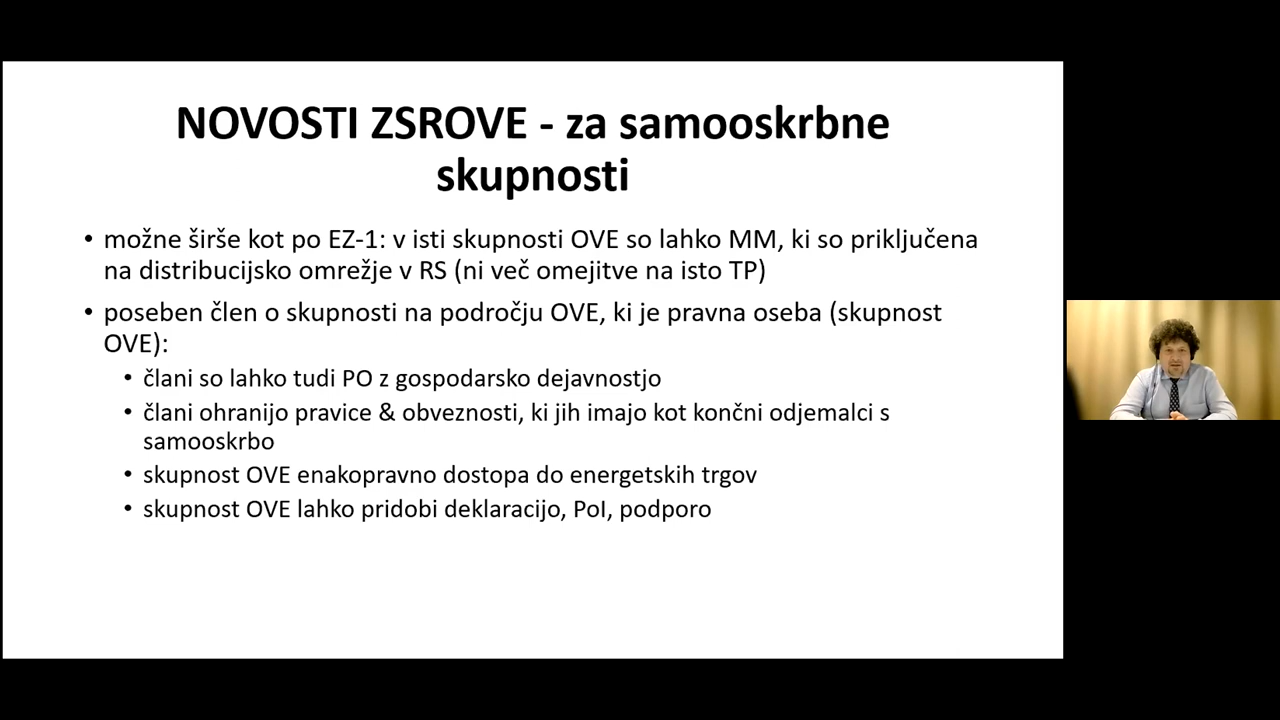 NOVOSTI ZSROVE - za samooskrbne
skupnosti
• možne širše kot po EZ-1: v isti skupnosti OVE so lahko MM, ki so priključena
na distribucijsko omrežje v RS (ni več omejitve na isto TP)
• poseben člen o skupnosti na področju OVE, ki je pravna oseba (skupnost
OVE):
• člani so lahko tudi PO z gospodarsko dejavnostjo
• člani ohranijo pravice & obveznosti, ki jih imajo kot končni odjemalci s
samooskrbo
• skupnost OVE enakopravno dostopa do energetskih trgov
• skupnost OVE lahko pridobi deklaracijo, PoI, podporo